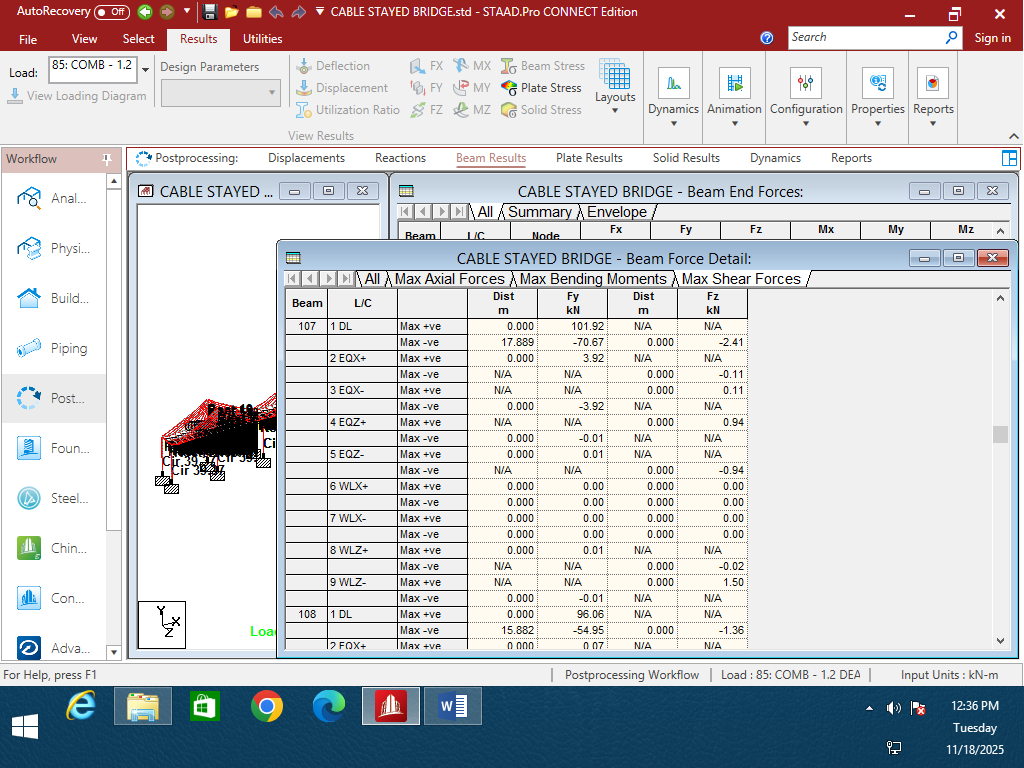 AutoRecovery Off CABLE STAYED BRIDGE.std - STAAD.Pro CONNECT Edition
File View Select Results Utilities Search Sign in
Load: 85: COMB - 1.2 Design Parameters
View Loading Diagram
Deflection FX MX Beam Stress
Displacement FY MY Plate Stress
Utilization Ratio FZ MZ Solid Stress
View Results
Layouts Dynamics Animation Configuration Properties Reports
Workflow
Postprocessing: Displacements Reactions Beam Results Plate Results Solid Results Dynamics Reports
Anal...
Physi...
Build...
Piping
Post...
Foun...
Steel...
Chin...
Con...
Adva...
CABLE STAYED ...
Cir 39.37
Y
X
Z
Load
CABLE STAYED BRIDGE - Beam End Forces:
All Summary Envelope
Beam L/C Node Fx Fy Fz Mx My Mz
CABLE STAYED BRIDGE - Beam Force Detail:
All Max Axial Forces Max Bending Moments Max Shear Forces
Beam L/C Dist m Fy kN Dist m Fz kN
107 1 DL Max +ve 0.000 101.92 N/A N/A
Max -ve 17.889 -70.67 0.000 -2.41
2 EQX+ Max +ve 0.000 3.92 N/A N/A
Max -ve N/A N/A 0.000 -0.11
3 EQX- Max +ve N/A N/A 0.000 0.11
Max -ve 0.000 -3.92 N/A N/A
4 EQZ+ Max +ve N/A N/A 0.000 0.94
Max -ve 0.000 -0.01 N/A N/A
5 EQZ- Max +ve 0.000 0.01 N/A N/A
Max -ve N/A N/A 0.000 -0.94
6 WLX+ Max +ve 0.000 0.00 0.000 0.00
Max -ve 0.000 0.00 0.000 0.00
7 WLX- Max +ve 0.000 0.00 0.000 0.00
Max -ve 0.000 0.00 0.000 0.00
8 WLZ+ Max +ve 0.000 0.01 N/A N/A
Max -ve N/A N/A 0.000 -0.02
9 WLZ- Max +ve N/A N/A 0.000 1.50
Max -ve 0.000 -0.01 N/A N/A
108 1 DL Max +ve 0.000 96.06 N/A N/A
Max -ve 15.882 -54.95 0.000 -1.36
2 EQX+ Max +ve 0.000 0.07 N/A N/A
For Help, press F1 Postprocessing Workflow Load : 85: COMB - 1.2 DEA Input Units : kN-m
12:36 PM
Tuesday
11/18/2025